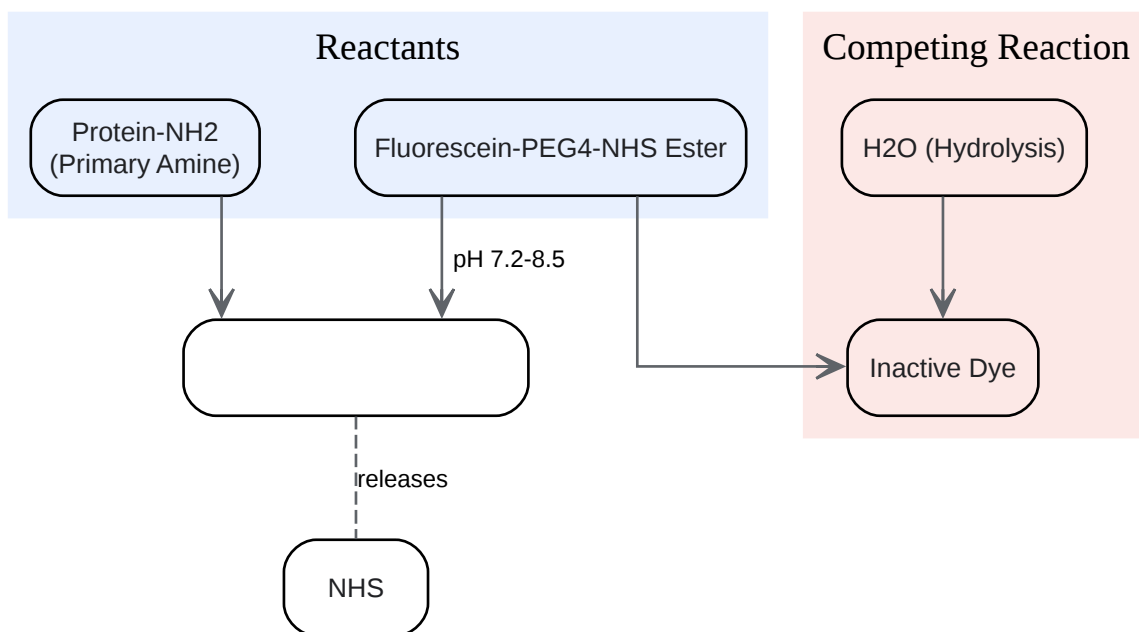 Reactants
Competing Reaction
Protein-NH2
(Primary Amine)
Fluorescein-PEG4-NHS Ester
H2O (Hydrolysis)
pH 7.2-8.5
Inactive Dye
releases
NHS